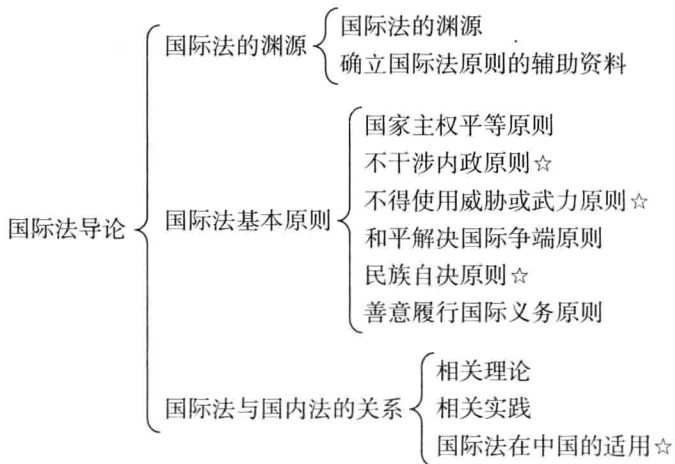 国际法导论
国际法的渊源
国际法的渊源
确立国际法原则的辅助资料
国际法基本原则
国家主权平等原则
不干涉内政原则☆
不得使用威胁或武力原则☆
和平解决国际争端原则
民族自决原则☆
善意履行国际义务原则
国际法与国内法的关系
相关理论
相关实践
国际法在中国的适用☆